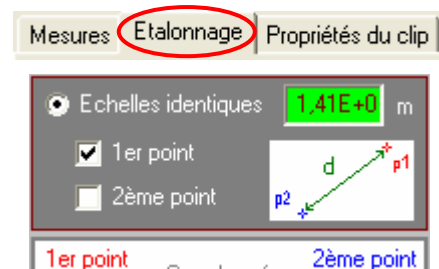 Mesures Etalonnage Propriétés du clip
Echelles identiques 1,41E+0 m
1er point
d p1
2ème point p2
1er point 2ème point